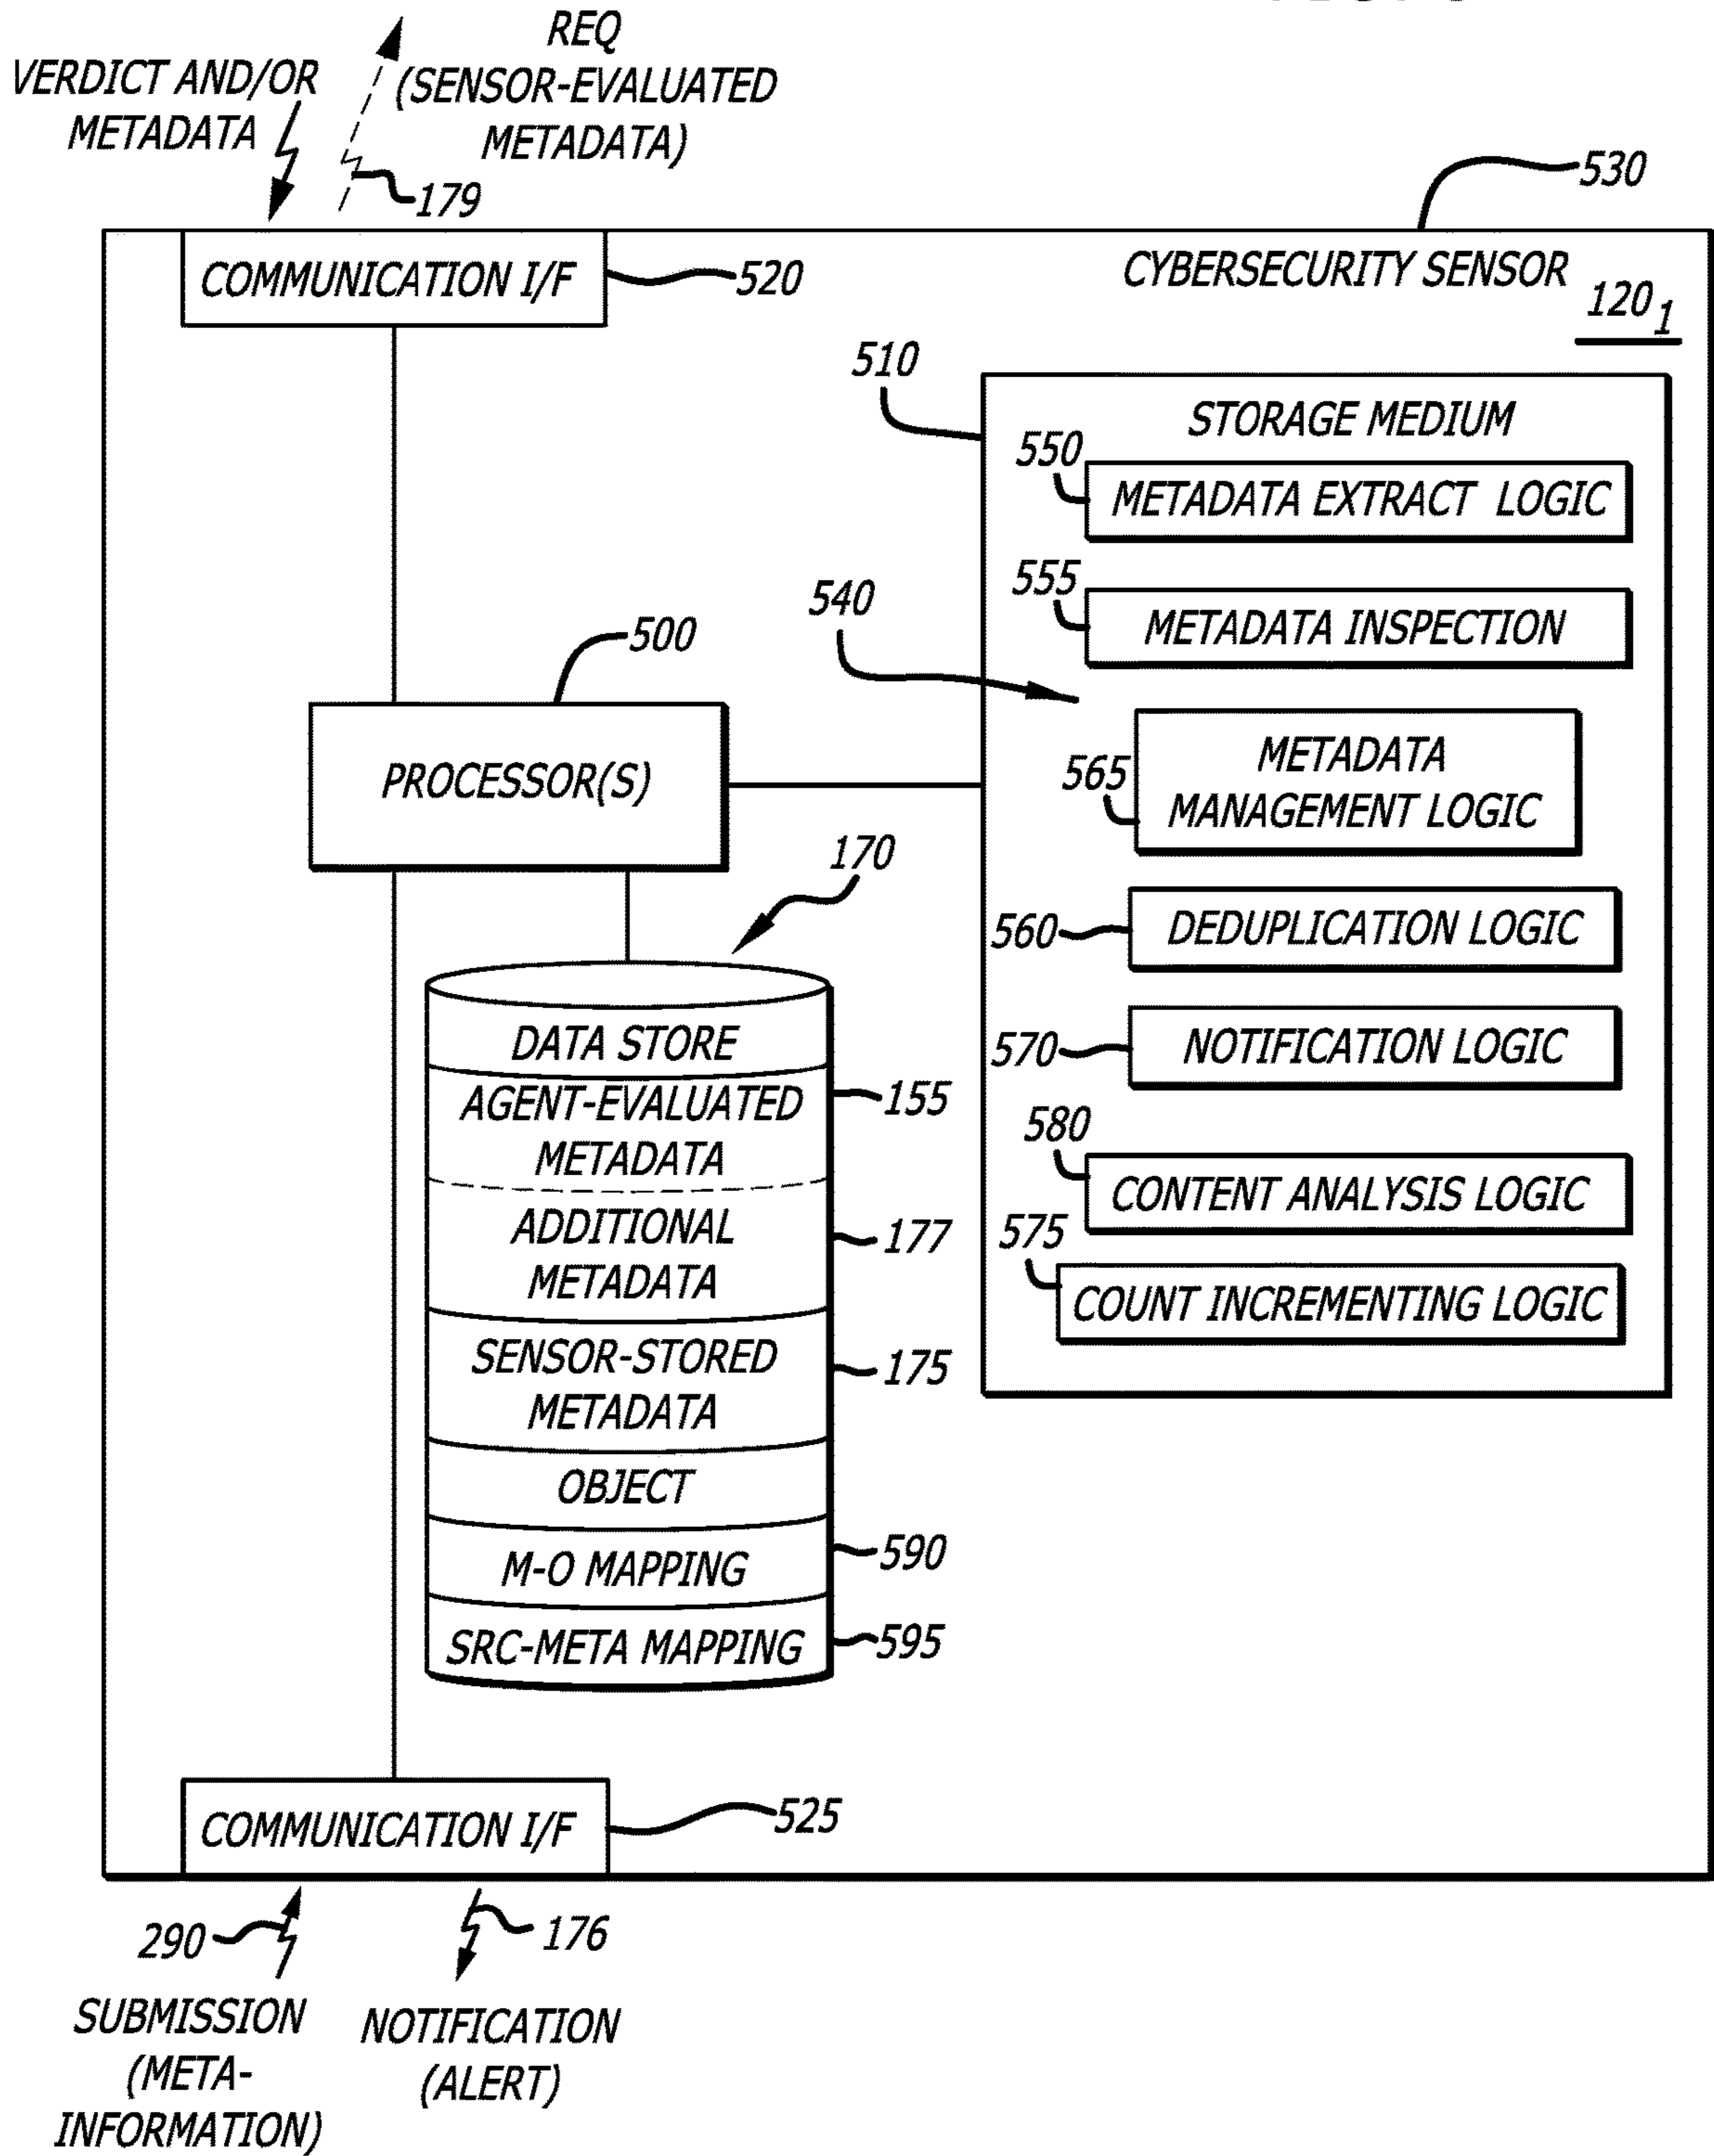 REQ
(SENSOR-EVALUATED
METADATA)
VERDICT AND/OR
METADATA
179
530
COMMUNICATION I/F
520
CYBERSECURITY SENSOR
120₁
510
STORAGE MEDIUM
550
METADATA EXTRACT LOGIC
555
METADATA INSPECTION
540
500
PROCESSOR(S)
565
METADATA
MANAGEMENT LOGIC
170
560
DEDUPLICATION LOGIC
570
NOTIFICATION LOGIC
580
CONTENT ANALYSIS LOGIC
575
COUNT INCREMENTING LOGIC
DATA STORE
AGENT-EVALUATED
METADATA
155
ADDITIONAL
METADATA
177
SENSOR-STORED
METADATA
175
OBJECT
M-O MAPPING
590
SRC-META MAPPING
595
COMMUNICATION I/F
525
290
176
SUBMISSION
(META-
INFORMATION)
NOTIFICATION
(ALERT)